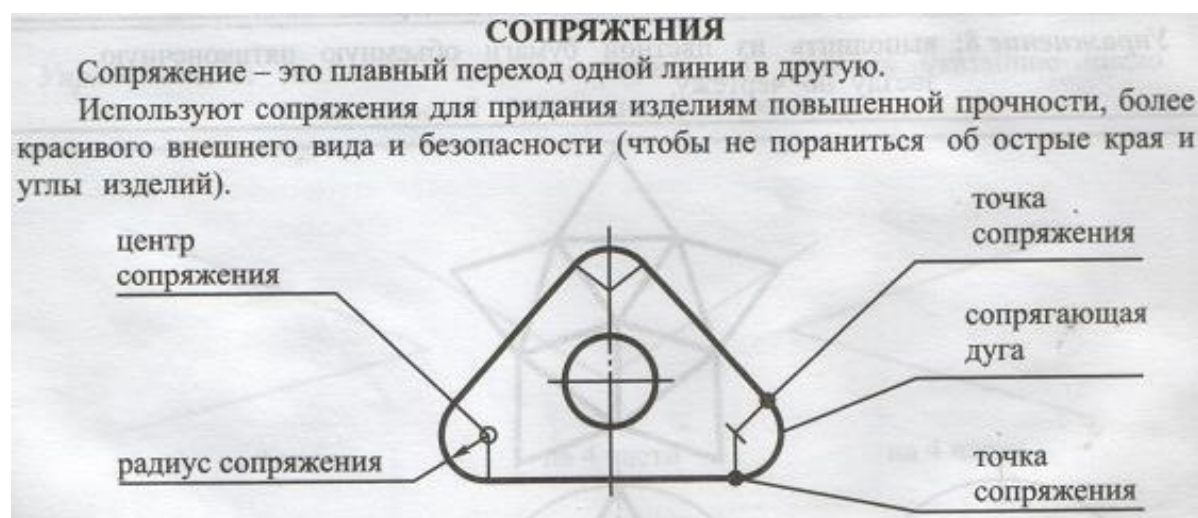 СОПРЯЖЕНИЯ
Сопряжение – это плавный переход одной линии в другую.
Используют сопряжения для придания изделиям повышенной прочности, более
красивого внешнего вида и безопасности (чтобы не пораниться об острые края и
углы изделий).
центр
сопряжения
радиус сопряжения
точка
сопряжения
сопрягающая
дуга
точка
сопряжения